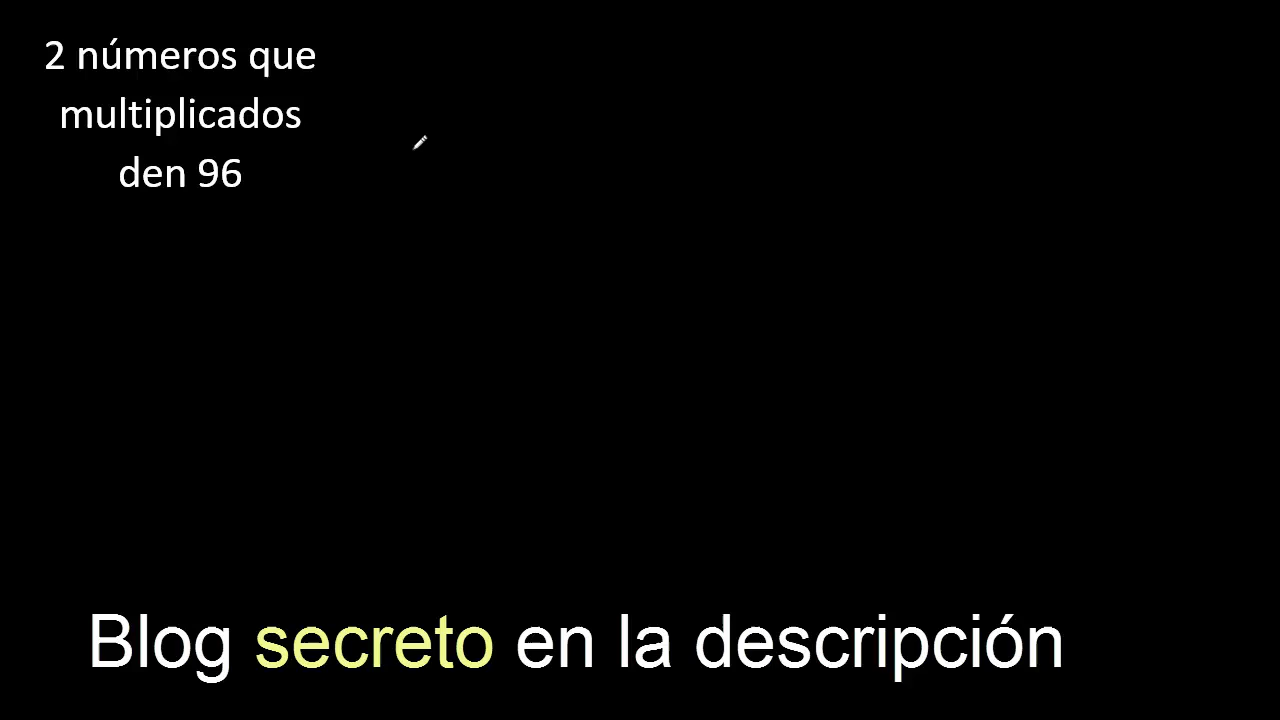 2 números que
multiplicados
den 96
Blog secreto en la descripción